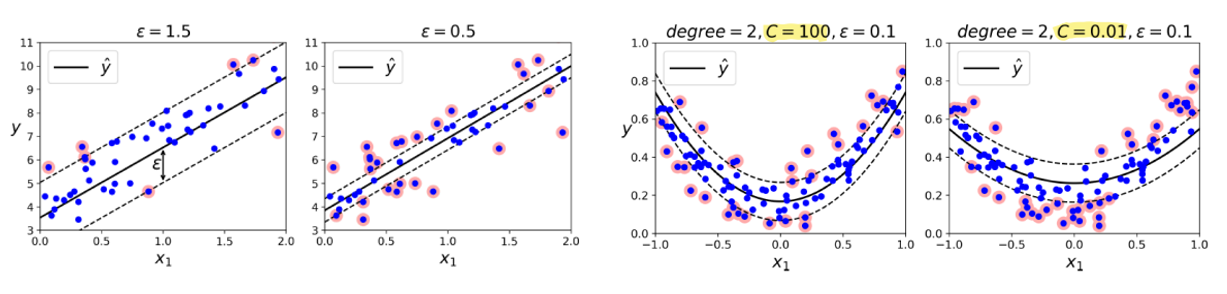 ε = 1.5
11
10
9
8
7
6
5
4
3
y
ŷ
ε
0.0 0.5 1.0 1.5 2.0
x₁
ε = 0.5
11
10
9
8
7
6
5
4
3
ŷ
0.0 0.5 1.0 1.5 2.0
x₁
degree = 2, C = 100, ε = 0.1
1.0
0.8
0.6
0.4
0.2
0.0
y
ŷ
−1.0 −0.5 0.0 0.5 1.0
x₁
degree = 2, C = 0.01, ε = 0.1
1.0
0.8
0.6
0.4
0.2
0.0
ŷ
−1.0 −0.5 0.0 0.5 1.0
x₁